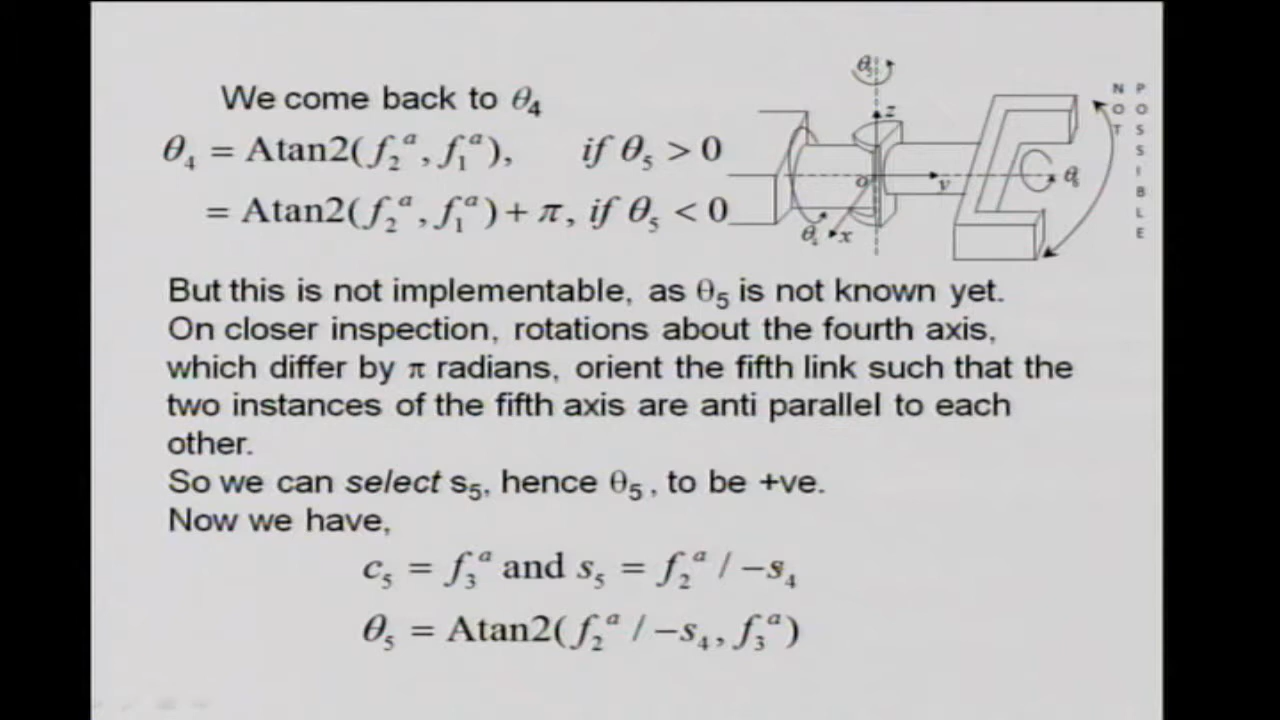 We come back to θ₄
θ₄ = Atan2(f₂ᵃ, f₁ᵃ), if θ₅ > 0
= Atan2(f₂ᵃ, f₁ᵃ) + π, if θ₅ < 0
θ₅
z
o
y
θ₄
x
NOT
POSSIBLE
But this is not implementable, as θ₅ is not known yet.
On closer inspection, rotations about the fourth axis,
which differ by π radians, orient the fifth link such that the
two instances of the fifth axis are anti parallel to each
other.
So we can select s₅, hence θ₅ , to be +ve.
Now we have,
c₅ = f₃ᵃ and s₅ = f₂ᵃ / −s₄
θ₅ = Atan2(f₂ᵃ / −s₄, f₃ᵃ)